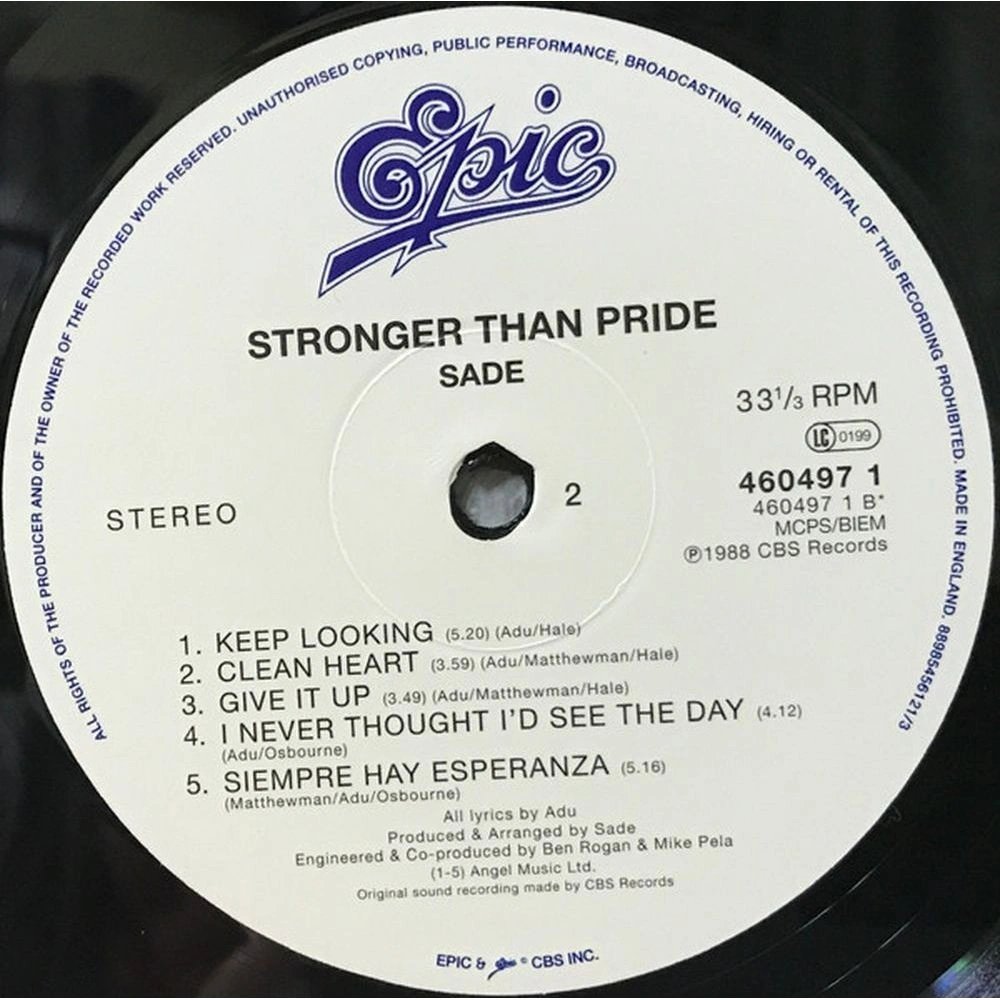 ALL RIGHTS OF THE PRODUCER AND OF THE OWNER OF THE RECORDED WORK RESERVED. UNAUTHORISED COPYING, PUBLIC PERFORMANCE, BROADCASTING, HIRING OR RENTAL OF THIS RECORDING PROHIBITED. MADE IN ENGLAND. 88985456121/3
Epic
STRONGER THAN PRIDE
SADE
33 1/3 RPM
LC 0199
460497 1
460497 1 B*
MCPS/BIEM
℗1988 CBS Records
STEREO
2
1. KEEP LOOKING (5.20) (Adu/Hale)
2. CLEAN HEART (3.59) (Adu/Matthewman/Hale)
3. GIVE IT UP (3.49) (Adu/Matthewman/Hale)
4. I NEVER THOUGHT I'D SEE THE DAY (4.12)
(Adu/Osbourne)
5. SIEMPRE HAY ESPERANZA (5.16)
(Matthewman/Adu/Osbourne)
All lyrics by Adu
Produced & Arranged by Sade
Engineered & Co-produced by Ben Rogan & Mike Pela
(1-5) Angel Music Ltd.
Original sound recording made by CBS Records
EPIC & Epic ® CBS INC.